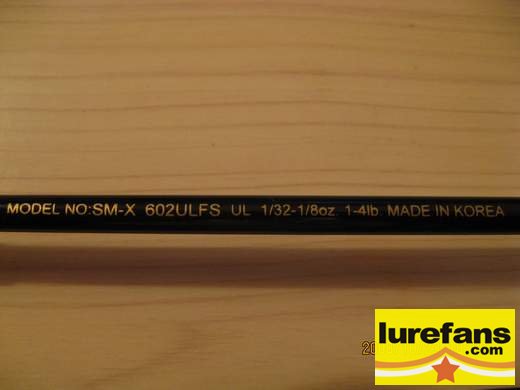 MODEL NO:SM-X 602ULFS UL 1/32-1/8oz 1-4lb MADE IN KOREA
lurefans
.com